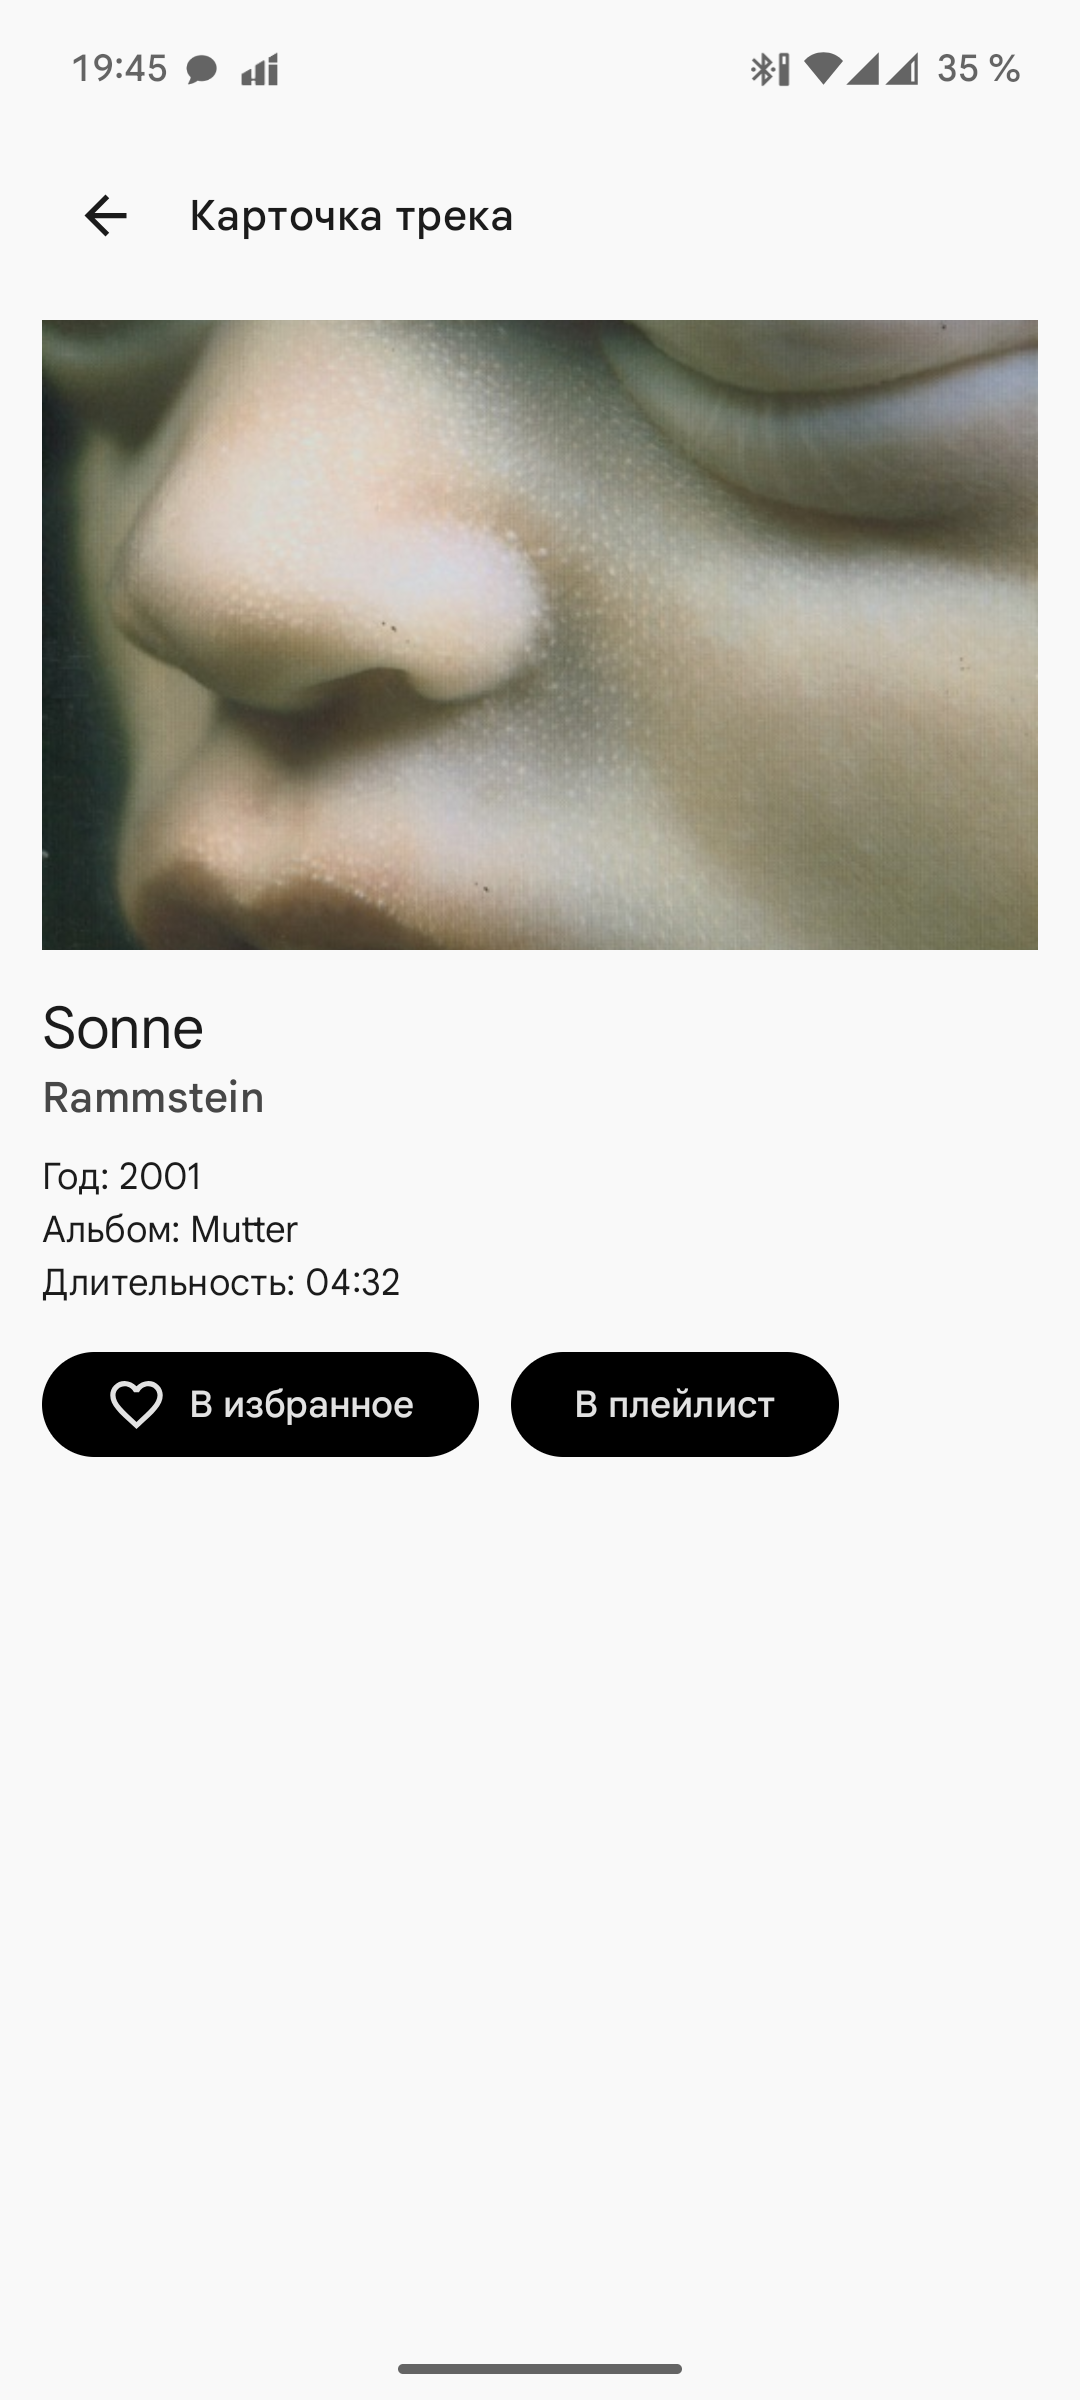 19:45
35 %
Карточка трека
Sonne
Rammstein
Год: 2001
Альбом: Mutter
Длительность: 04:32
В избранное
В плейлист